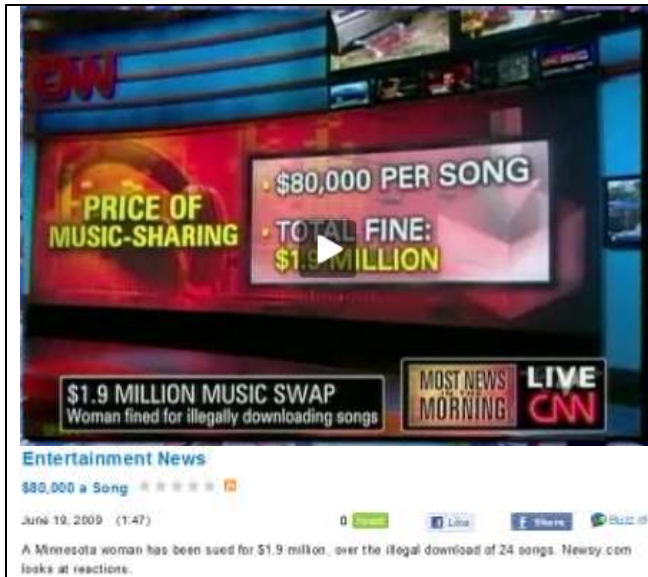 CNN
PRICE OF
MUSIC-SHARING
• $80,000 PER SONG
• TOTAL FINE:
$1.9 MILLION
$1.9 MILLION MUSIC SWAP
Woman fined for illegally downloading songs
MOST NEWS
IN THE
MORNING
LIVE
CNN
Entertainment News
$80,000 a Song
June 19, 2009 (1:47)
0
Like
Share
Buzz
A Minnesota woman has been sued for $1.9 million, over the illegal download of 24 songs. Newsy.com
looks at reactions.